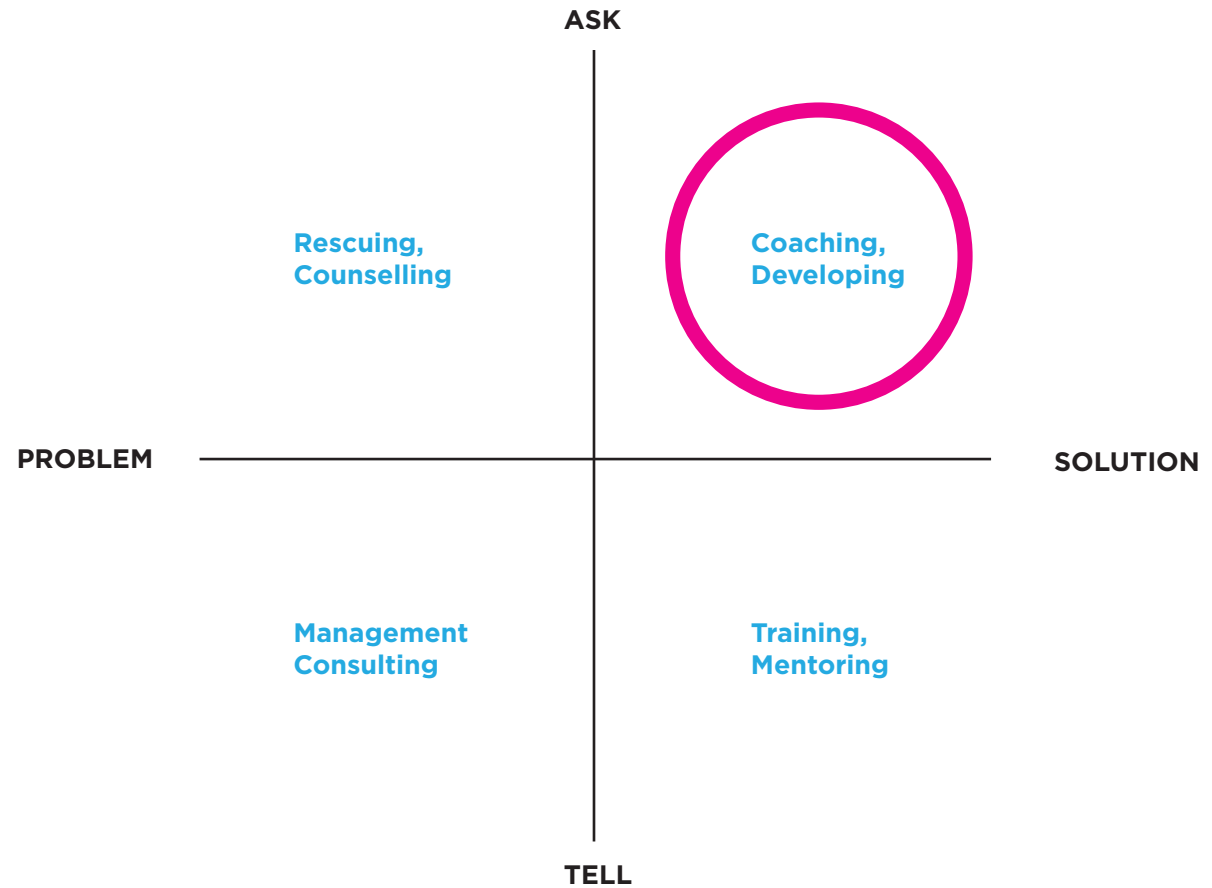 ASK
Rescuing,
Counselling
Coaching,
Developing
PROBLEM
SOLUTION
Management
Consulting
Training,
Mentoring
TELL